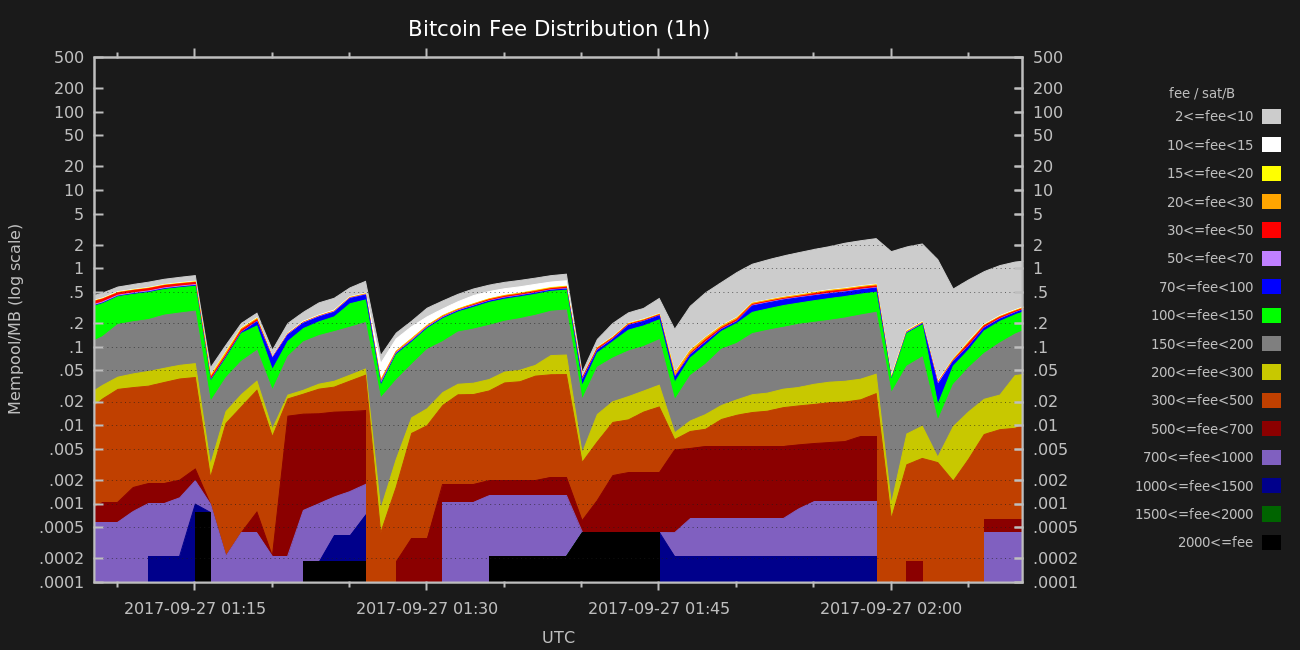 Bitcoin Fee Distribution (1h)
Mempool/MB (log scale)
500
200
100
50
20
10
5
2
1
.5
.2
.1
.05
.02
.01
.005
.002
.001
.0005
.0002
.0001
500
200
100
50
20
10
5
2
1
.5
.2
.1
.05
.02
.01
.005
.002
.001
.0005
.0002
.0001
2017-09-27 01:15 2017-09-27 01:30 2017-09-27 01:45 2017-09-27 02:00
UTC
fee / sat/B
2<=fee<10
10<=fee<15
15<=fee<20
20<=fee<30
30<=fee<50
50<=fee<70
70<=fee<100
100<=fee<150
150<=fee<200
200<=fee<300
300<=fee<500
500<=fee<700
700<=fee<1000
1000<=fee<1500
1500<=fee<2000
2000<=fee